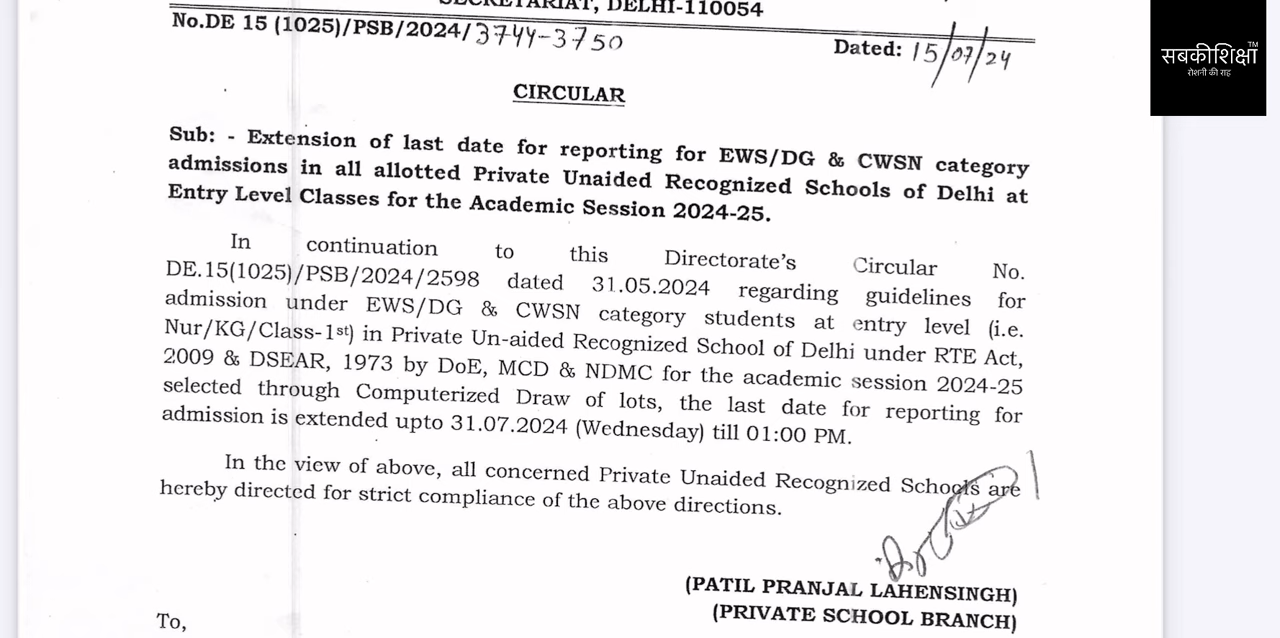 SECRETARIAT, DELHI-110054
No.DE 15 (1025)/PSB/2024/3744-3750
Dated: 15/07/24
सबकीशिक्षा™
रोशनी की राह
CIRCULAR
Sub: - Extension of last date for reporting for EWS/DG & CWSN category
admissions in all allotted Private Unaided Recognized Schools of Delhi at
Entry Level Classes for the Academic Session 2024-25.
In continuation to this Directorate's Circular No.
DE.15(1025)/PSB/2024/2598 dated 31.05.2024 regarding guidelines for
admission under EWS/DG & CWSN category students at entry level (i.e.
Nur/KG/Class-1st) in Private Un-aided Recognized School of Delhi under RTE Act,
2009 & DSEAR, 1973 by DoE, MCD & NDMC for the academic session 2024-25
selected through Computerized Draw of lots, the last date for reporting for
admission is extended upto 31.07.2024 (Wednesday) till 01:00 PM.
In the view of above, all concerned Private Unaided Recognized Schools are
hereby directed for strict compliance of the above directions.
(PATIL PRANJAL LAHENSINGH)
(PRIVATE SCHOOL BRANCH)
To,